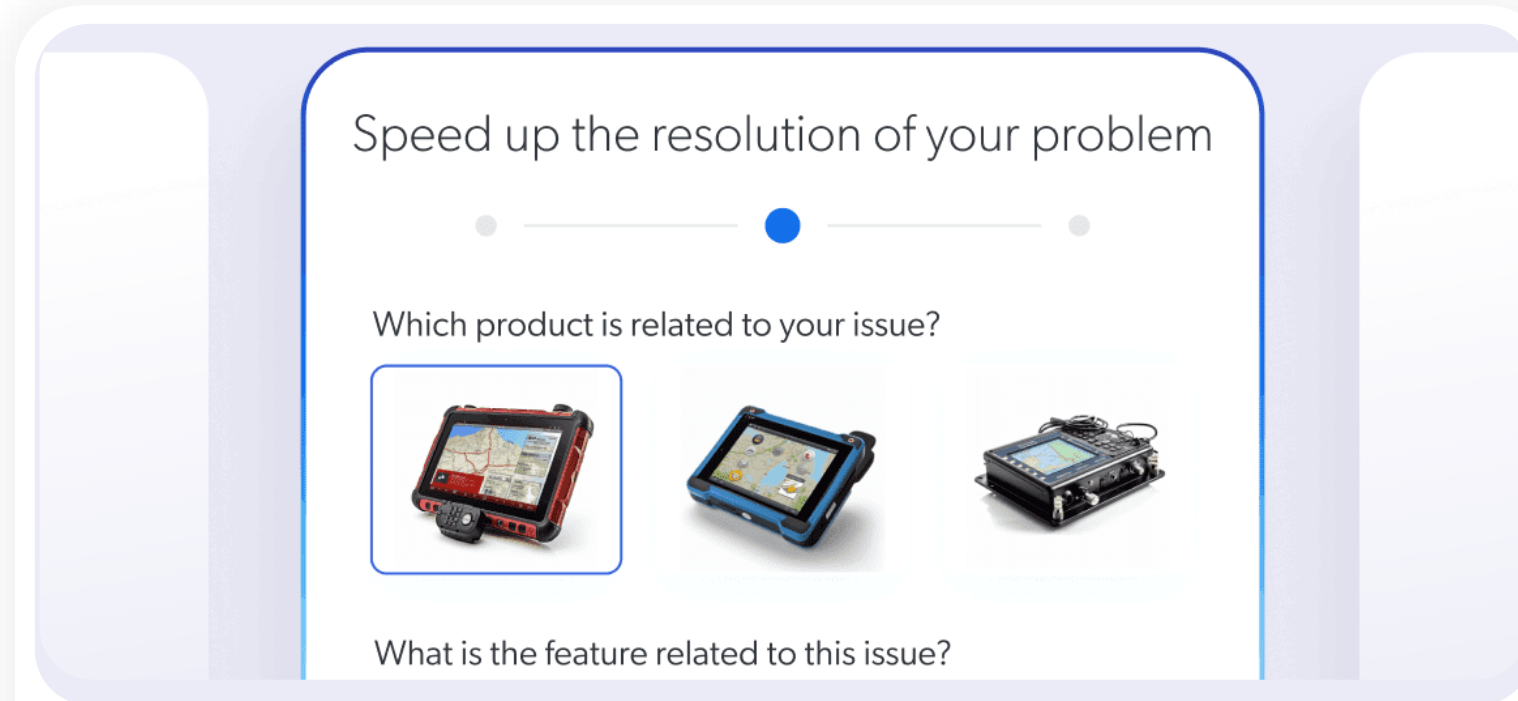 Speed up the resolution of your problem
Which product is related to your issue?
What is the feature related to this issue?